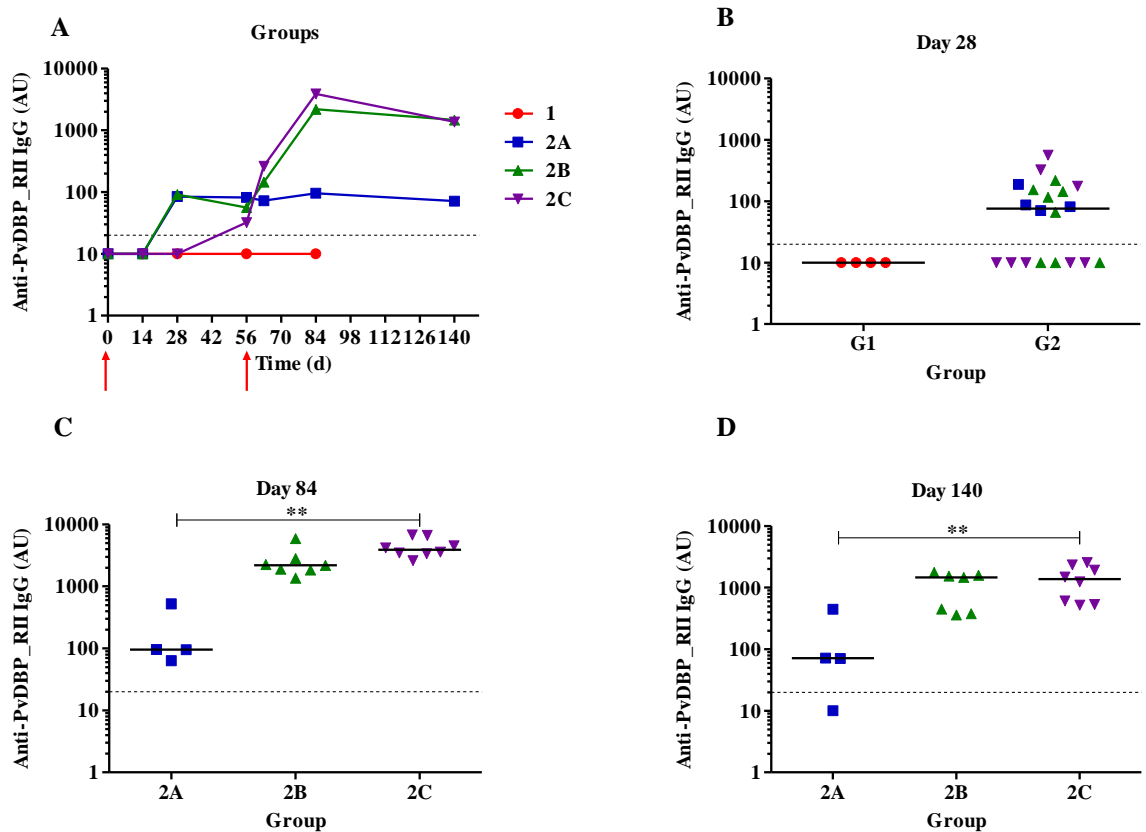 A
Groups
Anti-PvDBP_RII IgG (AU)
10000
1000
100
10
1
0 14 28 42 56 70 84 98 112 126 140
Time (d)
1
2A
2B
2C
B
Day 28
Anti-PvDBP_RII IgG (AU)
10000
1000
100
10
1
G1 G2
Group
C
Day 84
**
Anti-PvDBP_RII IgG (AU)
10000
1000
100
10
1
2A 2B 2C
Group
D
Day 140
**
Anti-PvDBP_RII IgG (AU)
10000
1000
100
10
1
2A 2B 2C
Group